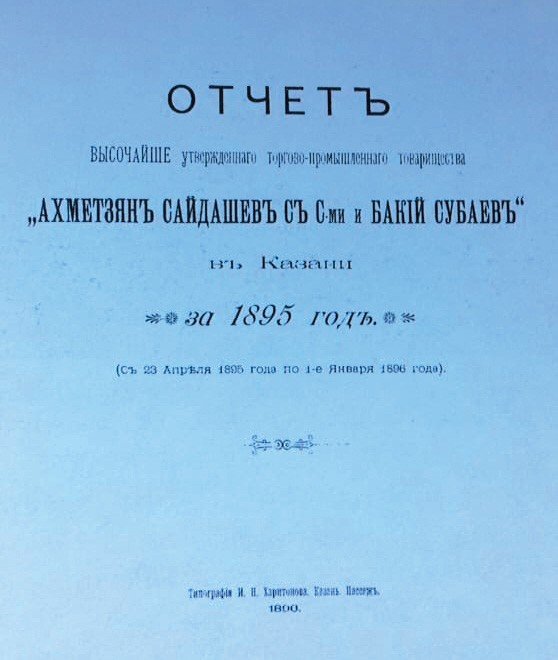 ОТЧЕТЪ
ВЫСОЧАЙШЕ утвержденнаго торгово-промышленнаго товарищества
„АХМЕТЗЯНЪ САЙДАШЕВЪ СЪ С-ми и БАКІЙ СУБАЕВЪ“
въ Казани
за 1895 годъ.
(Съ 23 Апрѣля 1895 года по 1-е Января 1896 года).
Типографія И. Н. Харитонова. Казань. Пассежъ.
1896.